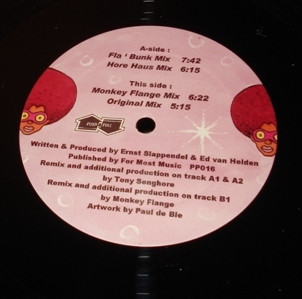 A-side :
Fla ' Bunk Mix 7:42
Hore Haus Mix 6:15
This side :
Monkey Flange Mix 6:22
Original Mix 5:15
Written & Produced by Ernst Slappendel & Ed van Helden
Published by For Most Music PP016
Remix and additional production on track A1 & A2
by Tony Senghore
Remix and additional production on track B1
by Monkey Flange
Artwork by Paul de Ble